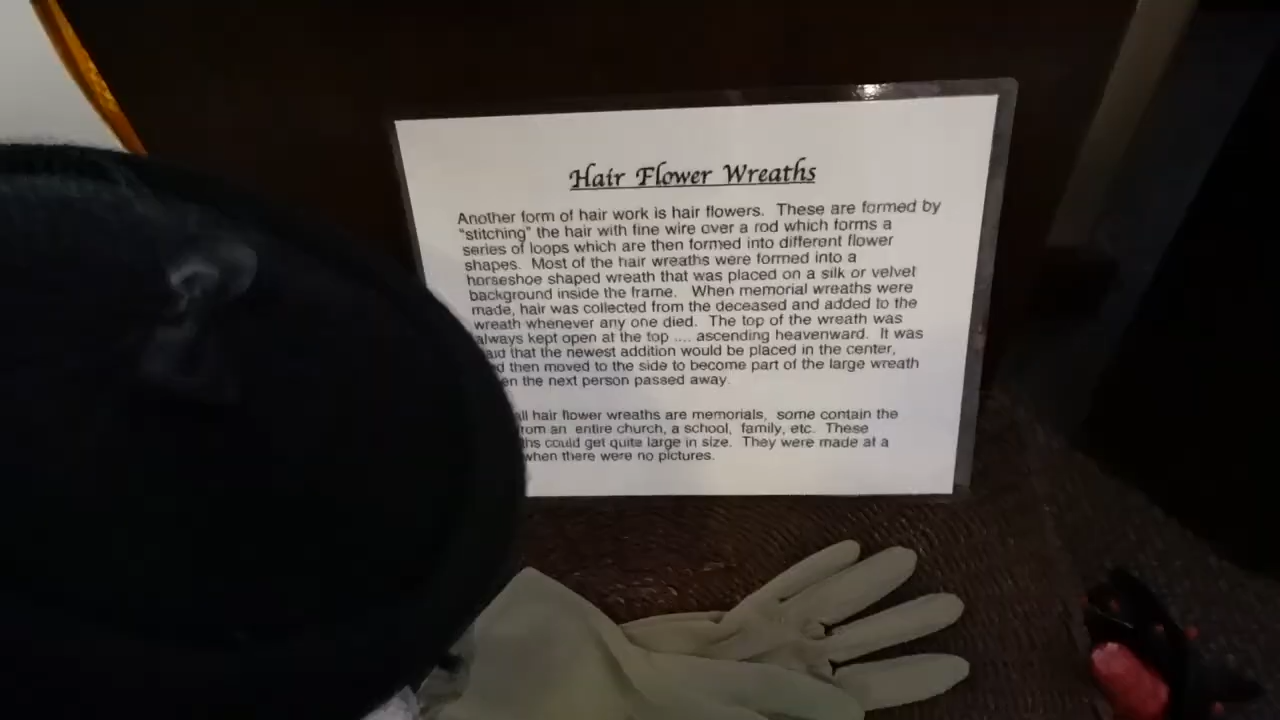 Hair Flower Wreaths
Another form of hair work is hair flowers. These are formed by
"stitching" the hair with fine wire over a rod which forms a
series of loops which are then formed into different flower
shapes. Most of the hair wreaths were formed into a
horseshoe shaped wreath that was placed on a silk or velvet
background inside the frame. When memorial wreaths were
made, hair was collected from the deceased and added to the
wreath whenever any one died. The top of the wreath was
always kept open at the top .... ascending heavenward. It was
that the newest addition would be placed in the center,
then moved to the side to become part of the large wreath
the next person passed away.
hair flower wreaths are memorials, some contain the
an entire church, a school, family, etc. These
could get quite large in size. They were made at a
when there were no pictures.